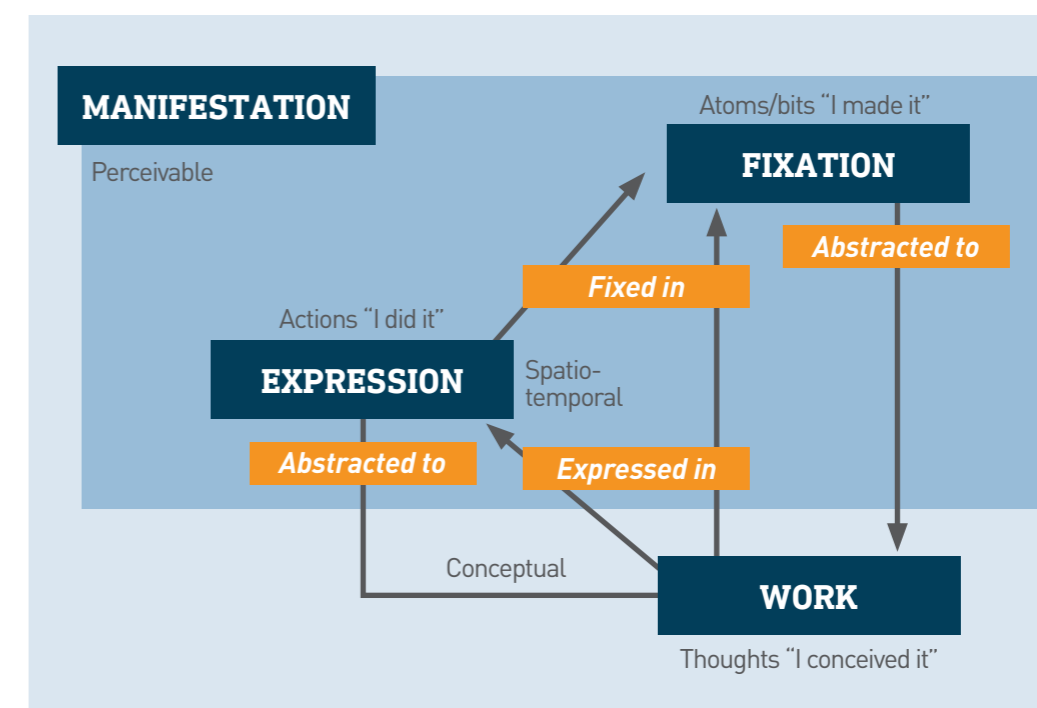 MANIFESTATION
Perceivable
Atoms/bits “I made it”
FIXATION
Abstracted to
Fixed in
Actions “I did it”
EXPRESSION
Spatio-
temporal
Abstracted to
Expressed in
Conceptual
WORK
Thoughts “I conceived it”